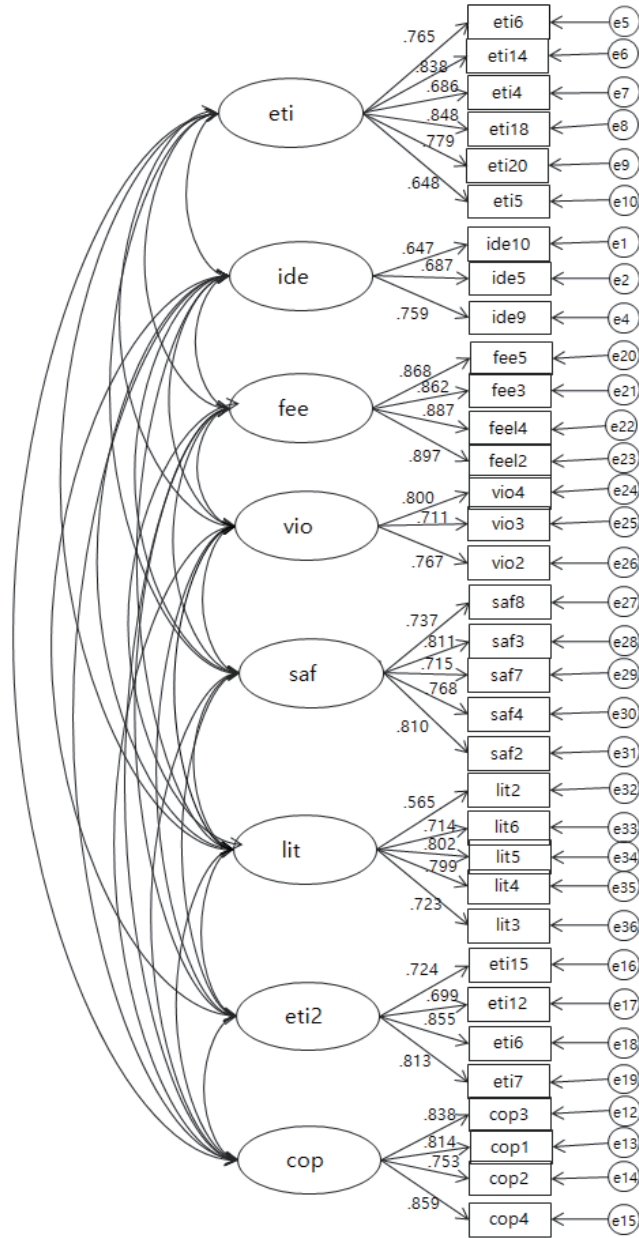 .765 eti6 e5
.838 eti14 e6
eti .686 eti4 e7
.848 eti18 e8
.779 eti20 e9
.648 eti5 e10
.647 ide10 e1
ide .687 ide5 e2
.759 ide9 e4
.868 fee5 e20
fee .862 fee3 e21
.887 feel4 e22
.897 feel2 e23
.800 vio4 e24
vio .711 vio3 e25
.767 vio2 e26
.737 saf8 e27
.811 saf3 e28
saf .715 saf7 e29
.768 saf4 e30
.810 saf2 e31
.565 lit2 e32
.714 lit6 e33
lit .802 lit5 e34
.799 lit4 e35
.723 lit3 e36
.724 eti15 e16
eti2 .699 eti12 e17
.855 eti6 e18
.813 eti7 e19
.838 cop3 e12
cop .814 cop1 e13
.753 cop2 e14
.859 cop4 e15